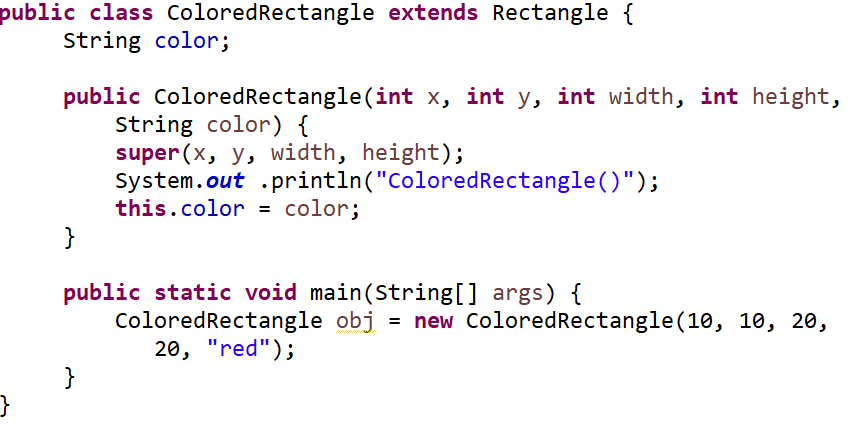 public class ColoredRectangle extends Rectangle {
String color;
public ColoredRectangle(int x, int y, int width, int height,
String color) {
super(x, y, width, height);
System.out .println("ColoredRectangle()");
this.color = color;
}
public static void main(String[] args) {
ColoredRectangle obj = new ColoredRectangle(10, 10, 20,
20, "red");
}
}